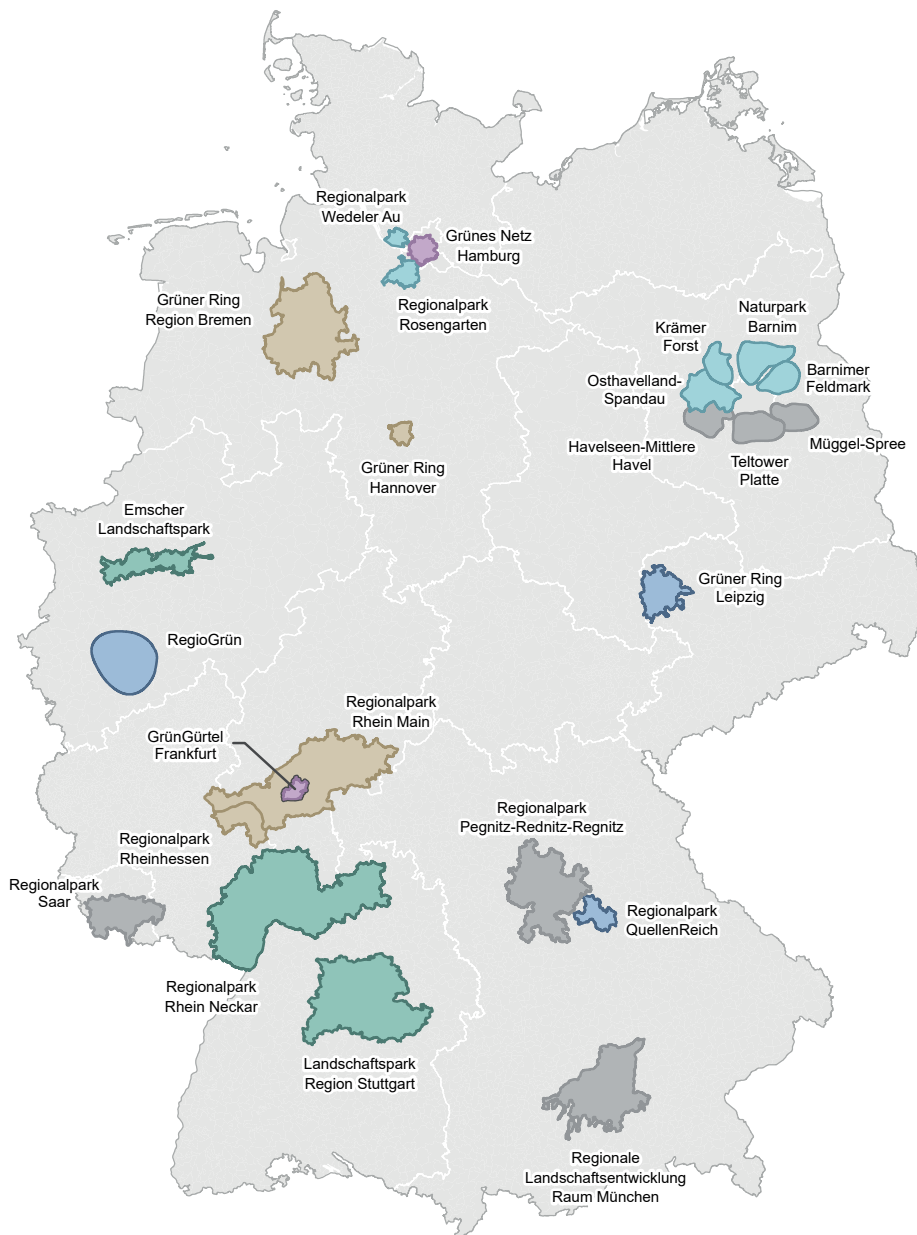 Regionalpark
Wedeler Au
Grünes Netz
Hamburg
Grüner Ring
Region Bremen
Regionalpark
Rosengarten
Krämer
Forst
Naturpark
Barnim
Osthavelland-
Spandau
Barnimer
Feldmark
Havelseen-Mittlere
Havel
Teltower
Platte
Müggel-Spree
Grüner Ring
Hannover
Emscher
Landschaftspark
Grüner Ring
Leipzig
RegioGrün
Regionalpark
Rhein Main
GrünGürtel
Frankfurt
Regionalpark
Pegnitz-Rednitz-Regnitz
Regionalpark
Rheinhessen
Regionalpark
Saar
Regionalpark
QuellenReich
Regionalpark
Rhein Neckar
Landschaftspark
Region Stuttgart
Regionale
Landschaftsentwicklung
Raum München